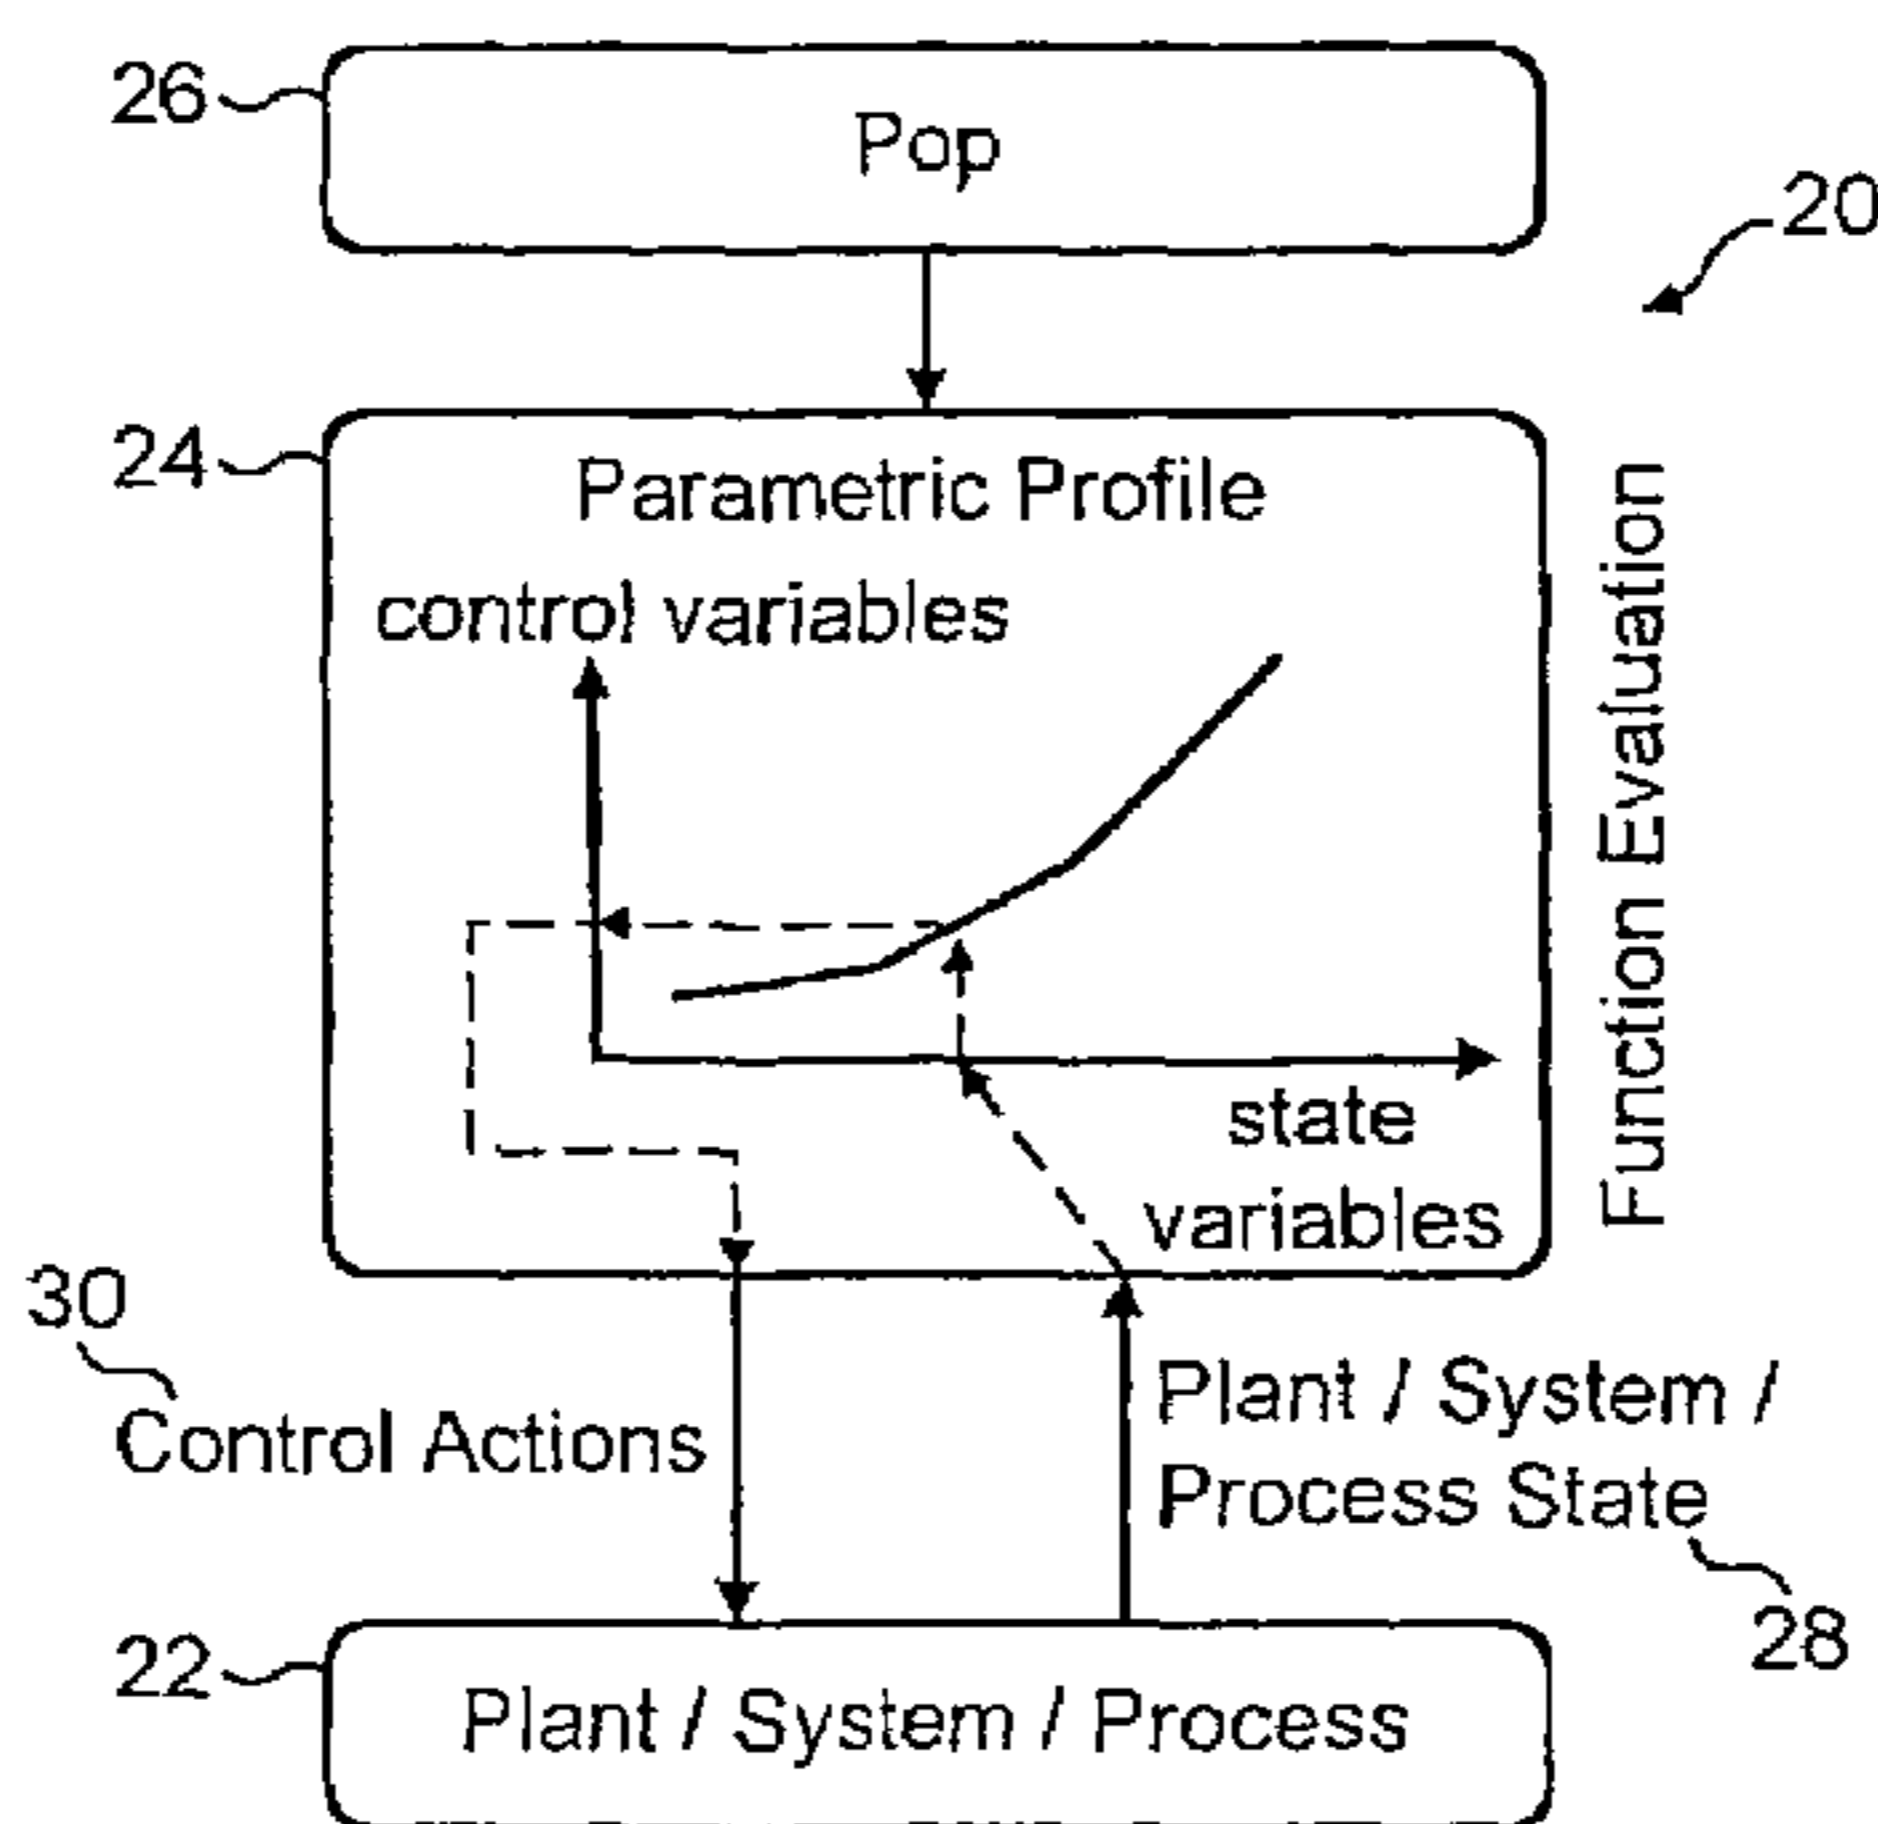 26
Pop
20
24
Parametric Profile
control variables
Function Evaluation
state
variables
30
Control Actions
Plant / System /
Process State
28
22
Plant / System / Process